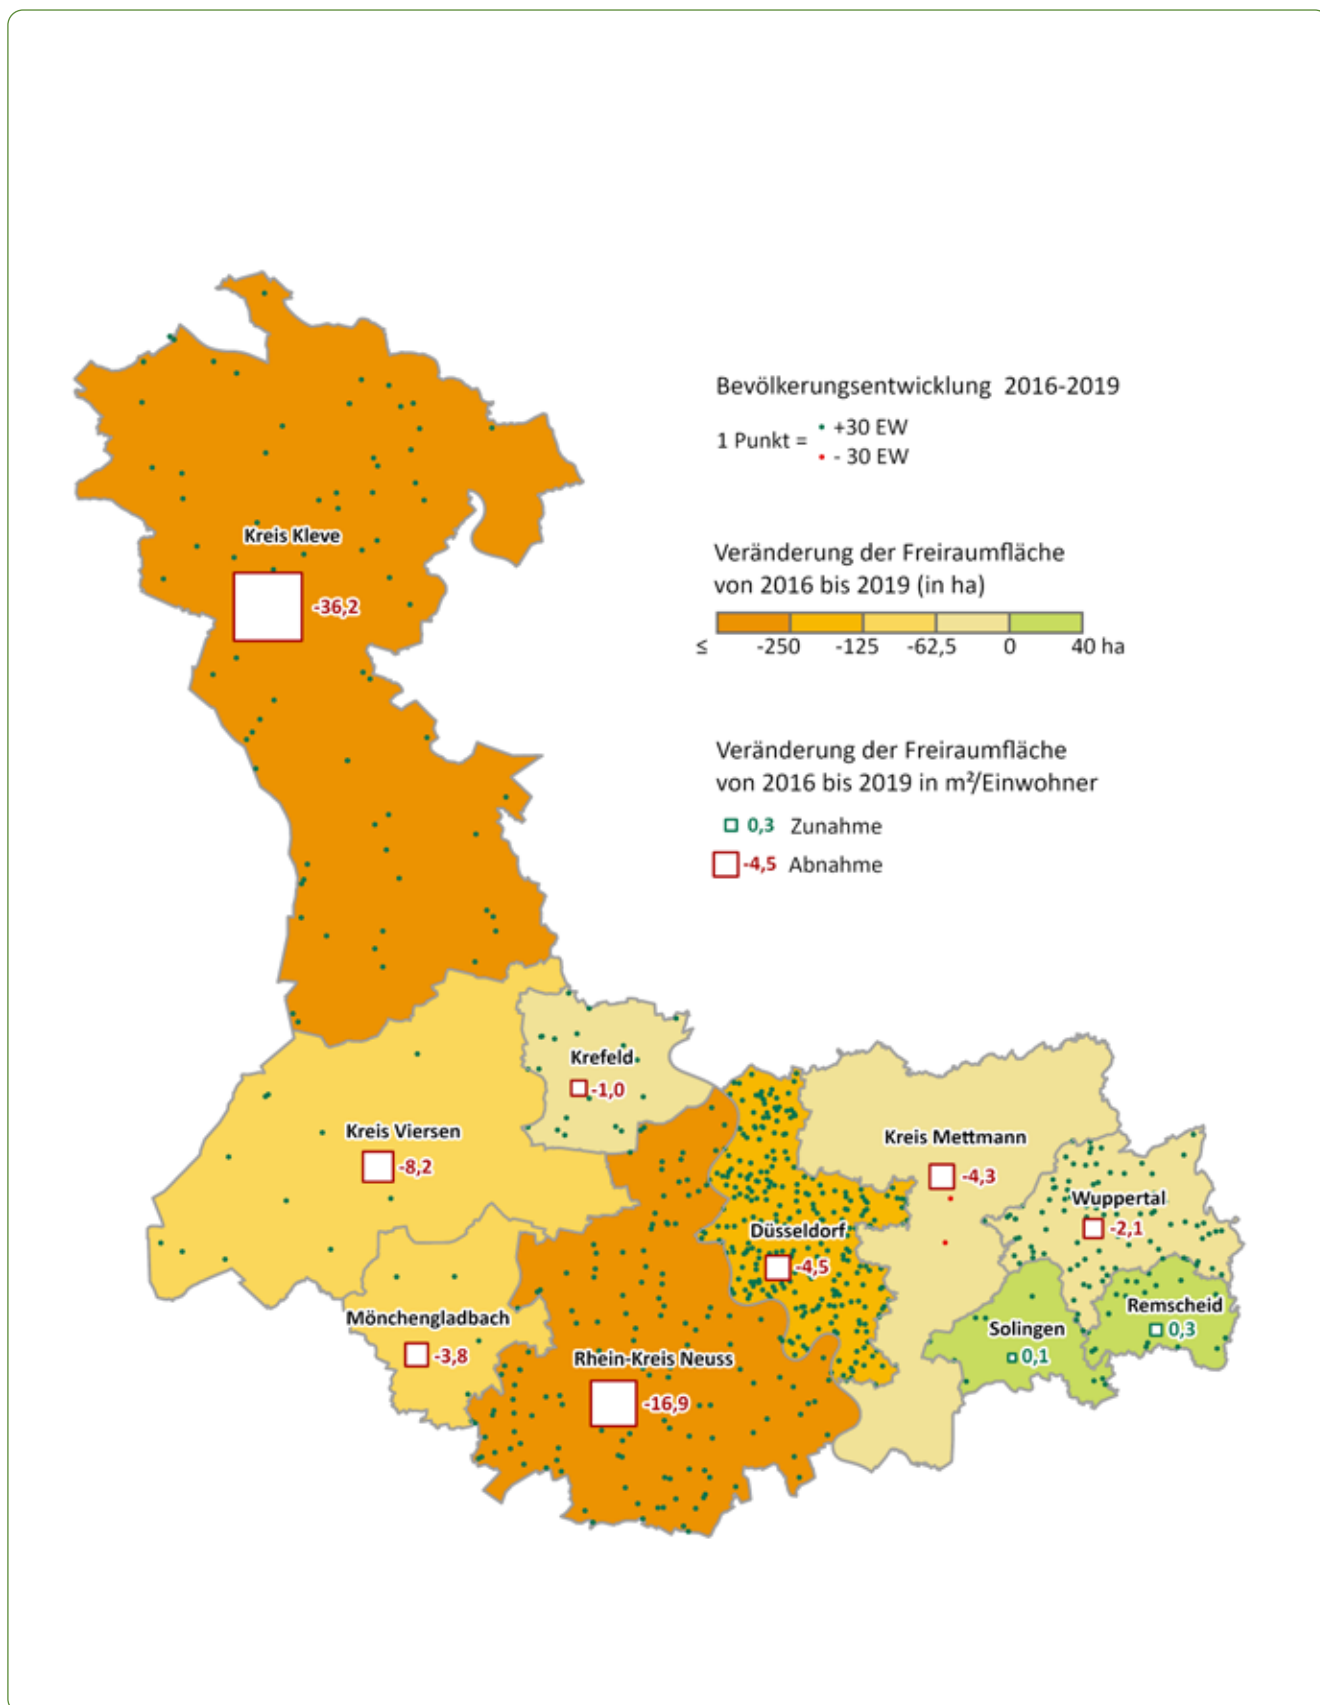 Bevölkerungsentwicklung 2016-2019
1 Punkt =
+30 EW
- 30 EW
Kreis Kleve
Veränderung der Freiraumfläche
von 2016 bis 2019 (in ha)
-36,2
≤ -250 -125 -62,5 0 40 ha
Veränderung der Freiraumfläche
von 2016 bis 2019 in m²/Einwohner
0,3 Zunahme
-4,5 Abnahme
Krefeld
-1,0
Kreis Viersen
-8,2
Kreis Mettmann
-4,3
Wuppertal
-2,1
Düsseldorf
-4,5
Mönchengladbach
-3,8
Remscheid
0,3
Solingen
0,1
Rhein-Kreis Neuss
-16,9